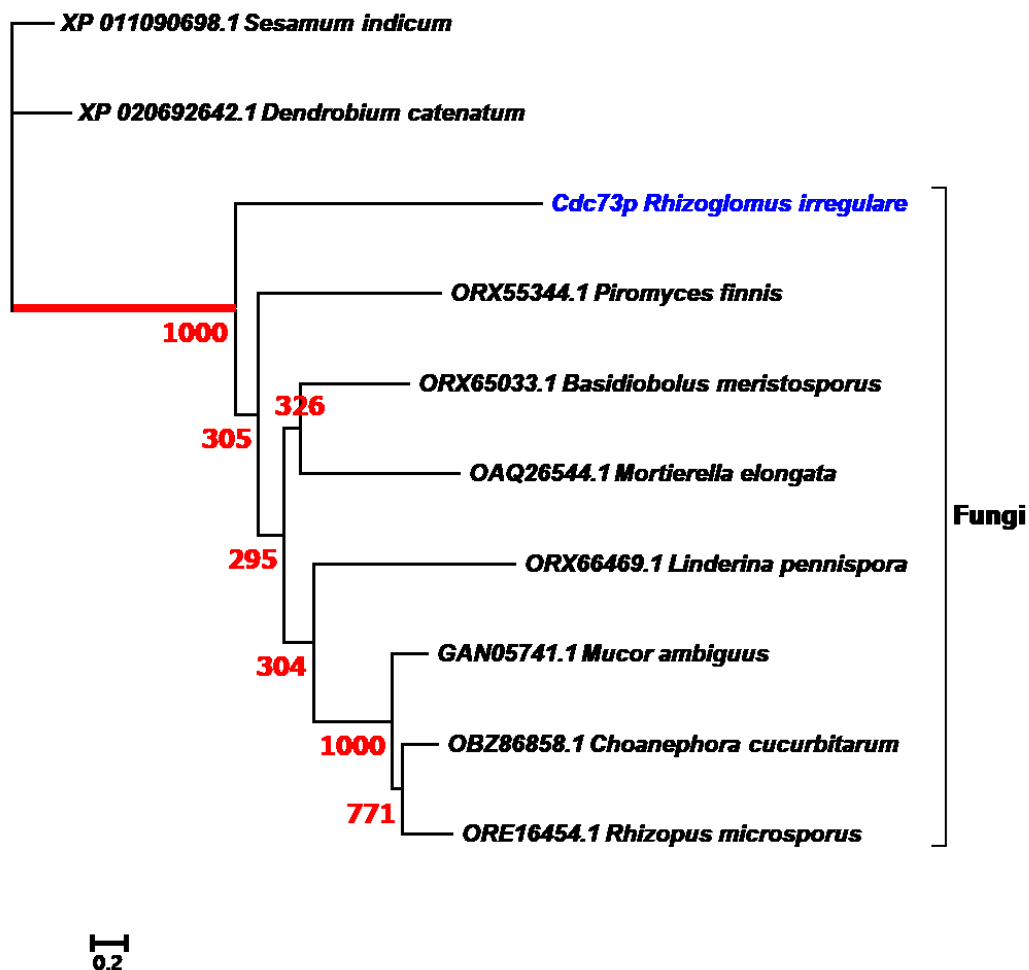 XP 011090698.1 Sesamum indicum
XP 020692642.1 Dendrobium catenatum
Cdc73p Rhizoglomus irregulare
ORX55344.1 Piromyces finnis
1000
ORX65033.1 Basidiobolus meristosporus
326
305
OAQ26544.1 Mortierella elongata
Fungi
295
ORX66469.1 Linderina pennispora
GAN05741.1 Mucor ambiguus
304
OBZ86858.1 Choanephora cucurbitarum
1000
771
ORE16454.1 Rhizopus microsporus
0.2